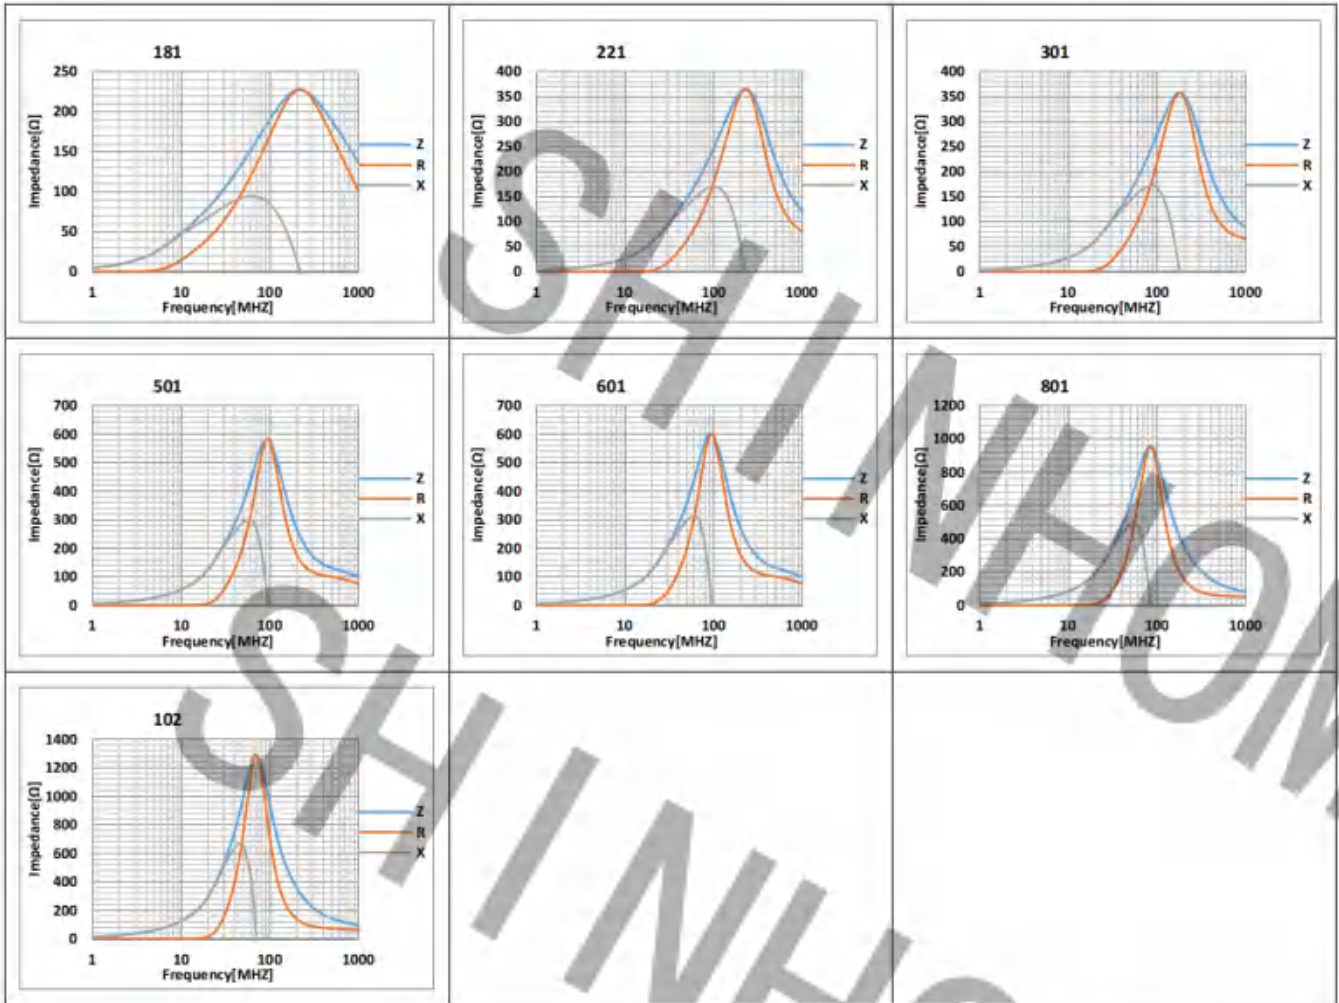 181
250
200
150
100
50
0
Impedance[Ω]
1 10 100 1000
Frequency[MHZ]
Z
R
X
221
400
350
300
250
200
150
100
50
0
Impedance[Ω]
1 10 100 1000
Frequency[MHZ]
Z
R
X
301
400
350
300
250
200
150
100
50
0
Impedance[Ω]
1 10 100 1000
Frequency[MHZ]
Z
R
X
501
700
600
500
400
300
200
100
0
Impedance[Ω]
1 10 100 1000
Frequency[MHZ]
Z
R
X
601
700
600
500
400
300
200
100
0
Impedance[Ω]
1 10 100 1000
Frequency[MHZ]
Z
R
X
801
1200
1000
800
600
400
200
0
Impedance[Ω]
1 10 100 1000
Frequency[MHZ]
Z
R
X
102
1400
1200
1000
800
600
400
200
0
Impedance[Ω]
1 10 100 1000
Frequency[MHZ]
Z
R
X
SHINHOM
SHINHO